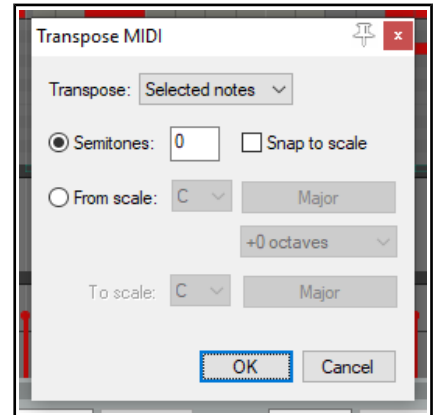 Transpose MIDI
Transpose: Selected notes
Semitones: 0 Snap to scale
From scale: C Major
+0 octaves
To scale: C Major
OK Cancel